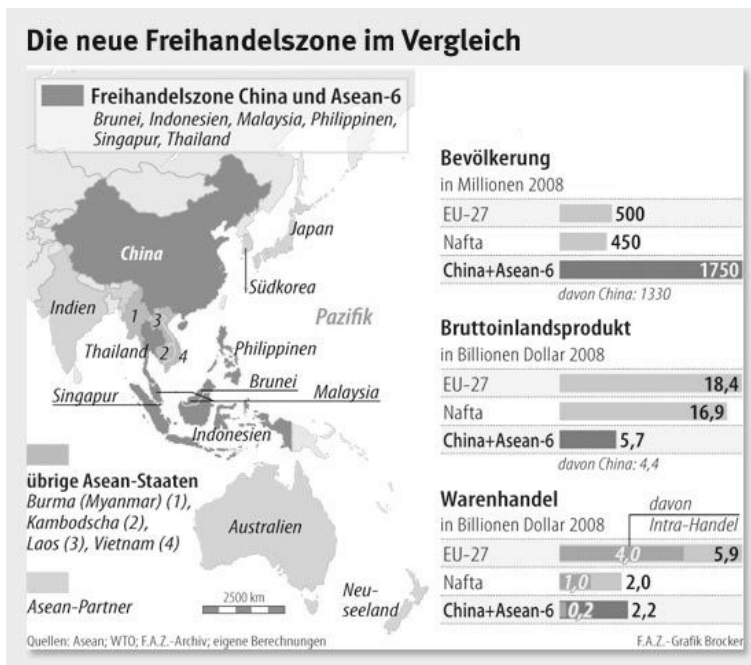 Die neue Freihandelszone im Vergleich
Freihandelszone China und Asean-6
Brunei, Indonesien, Malaysia, Philippinen,
Singapur, Thailand
China
Japan
Südkorea
Indien
Pazifik
1
3
2
4
Thailand
Philippinen
Brunei
Singapur
Malaysia
Indonesien
übrige Asean-Staaten
Burma (Myanmar) (1),
Kambodscha (2),
Laos (3), Vietnam (4)
Australien
Asean-Partner
2500 km
Neu-
seeland
Bevölkerung
in Millionen 2008
EU-27 500
Nafta 450
China+Asean-6 1750
davon China: 1330
Bruttoinlandsprodukt
in Billionen Dollar 2008
EU-27 18,4
Nafta 16,9
China+Asean-6 5,7
davon China: 4,4
Warenhandel
in Billionen Dollar 2008
davon
Intra-Handel
EU-27 4,0 5,9
Nafta 1,0 2,0
China+Asean-6 0,2 2,2
Quellen: Asean; WTO; F.A.Z.-Archiv; eigene Berechnungen
F.A.Z.-Grafik Brocker